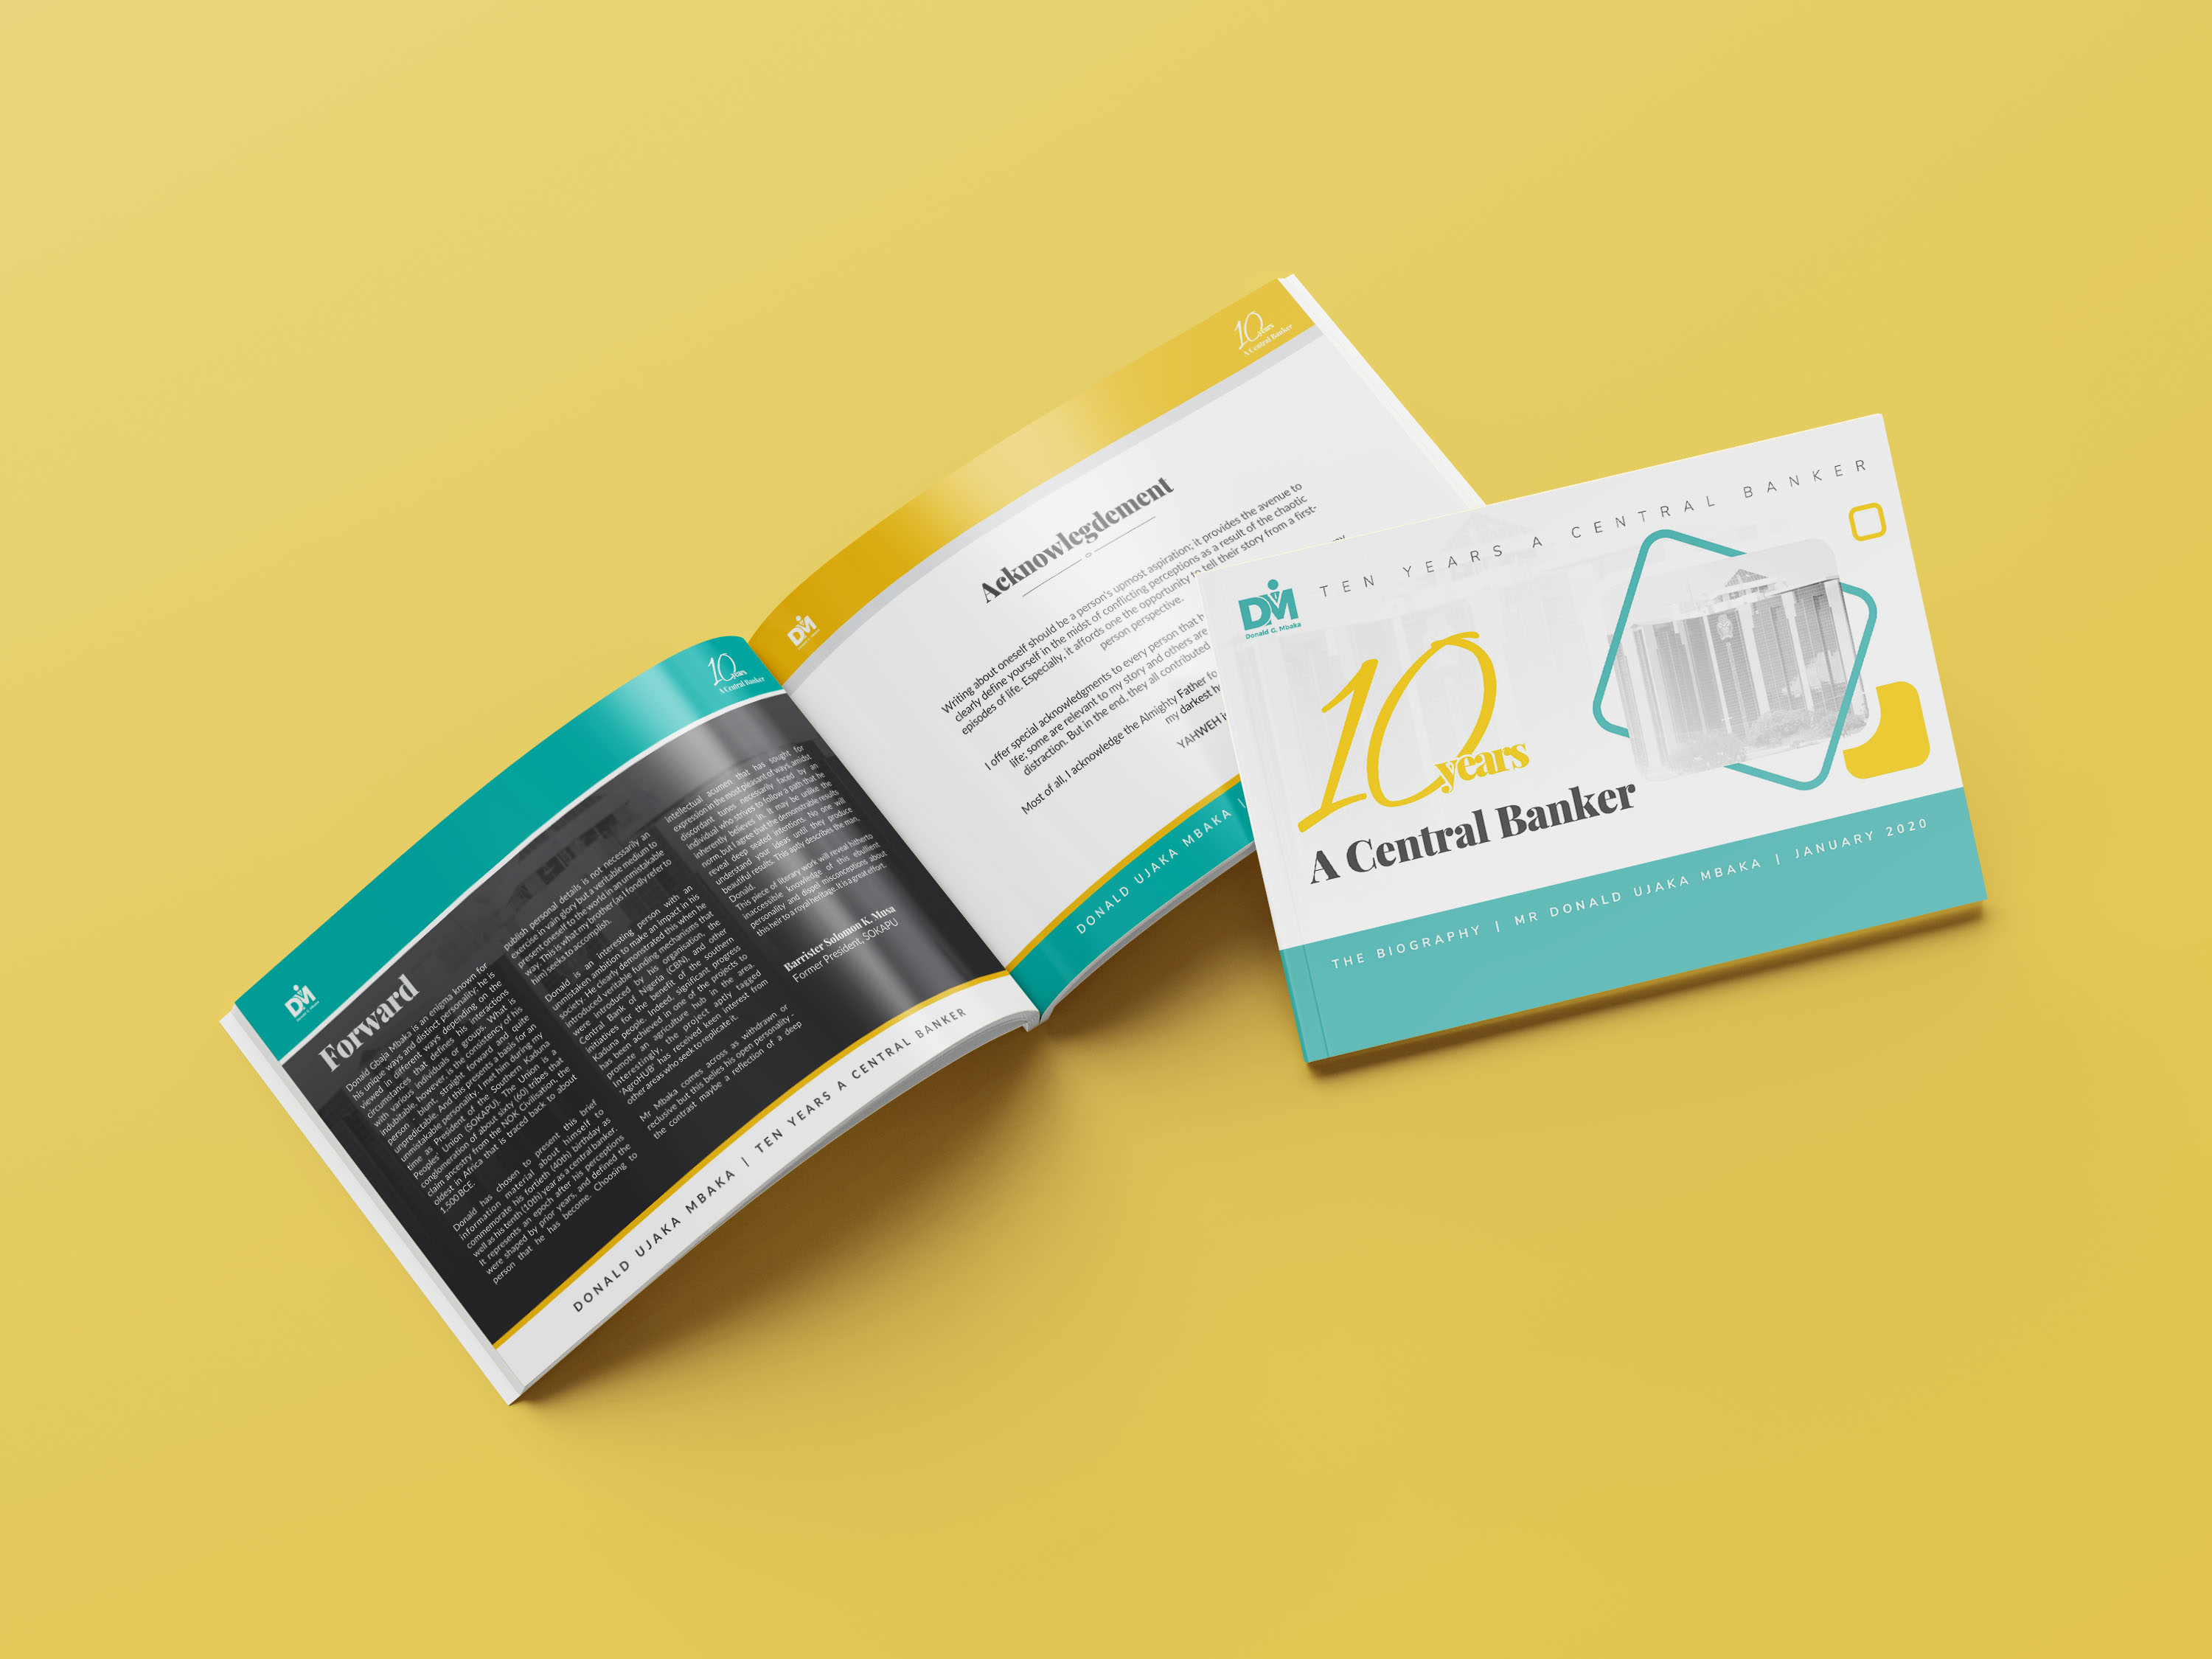 10 years
A Central Banker
DM
Forward
Donald Gbaja Mbaka is an enigma known for
his unique ways and distinct personality; he is
viewed in different ways depending on the
circumstances that defines his interactions
with various individuals or groups. What is
indubitable, however, is the consistency of his
person - blunt, straight forward and quite
unpredictable. And this presents a basis for an
unmistakable personality. I met him during my
time as President of the Southern Kaduna
Peoples' Union (SOKAPU). The Union is a
conglomeration of about sixty (60) tribes that
claim ancestry from the NOK Civilisation, the
oldest in Africa that is traced back to about
1,500 BCE.
Donald has chosen to present this brief
information material about himself to
commemorate his fortieth (40th) birthday as
well as his tenth (10th) year as a central banker.
It represents an epoch after his perceptions
were shaped by prior years, and defined the
person that he has become. Choosing to
publish personal details is not necessarily an
exercise in vain glory but a veritable medium to
present oneself to the world in an unmistakable
way. This is what my brother (as I fondly refer to
him) seeks to accomplish.
Donald is an interesting person with an
unmistaken ambition to make an impact in his
society. He clearly demonstrated this when he
introduced veritable funding mechanisms that
were introduced by his organisation, the
Central Bank of Nigeria (CBN), and other
initiatives for the benefit of the southern
Kaduna people. Indeed, significant progress
has been achieved in one of the projects to
promote an agriculture hub in the area.
Interestingly, the project aptly tagged
'AgroHUB' has received keen interest from
other areas who seek to replicate it.
Mr Mbaka comes across as withdrawn or
reclusive but this belies his open personality -
the contrast maybe a reflection of a deep
intellectual acumen that has sought for
expression in the most pleasant of ways, amidst
discordant tunes necessarily faced by an
individual who strives to follow a path that he
inherently believes in. It may be unlike the
norm, but I agree that the demonstrable results
reveal deep seated intentions. No one will
understand your ideas until they produce
beautiful results. This aptly describes the man,
Donald.
This piece of literary work will reveal hitherto
inaccessible knowledge of this ebullient
personality and dispel misconceptions about
this heir to a royal heritage. It is a great effort.
Barrister Solomon K. Musa
Former President, SOKAPU
DONALD UJAKA MBAKA | TEN YEARS A CENTRAL BANKER
DM
10 years
A Central Banker
Acknowlegdement
Writing about oneself should be a person's upmost aspiration; it provides the avenue to
clearly define yourself in the midst of conflicting perceptions as a result of the chaotic
episodes of life. Especially, it affords one the opportunity to tell their story from a first-
person perspective.
I offer special acknowledgments to every person that h
my
life; some are relevant to my story and others are
distraction. But in the end, they all contributed
Most of all, I acknowledge the Almighty Father fo
my darkest h
YAHWEH i
DONALD UJAKA MBAKA |
TEN YEARS A CENTRAL BANKER
DM
Donald G. Mbaka
10
years
A Central Banker
THE BIOGRAPHY | MR DONALD UJAKA MBAKA | JANUARY 2020